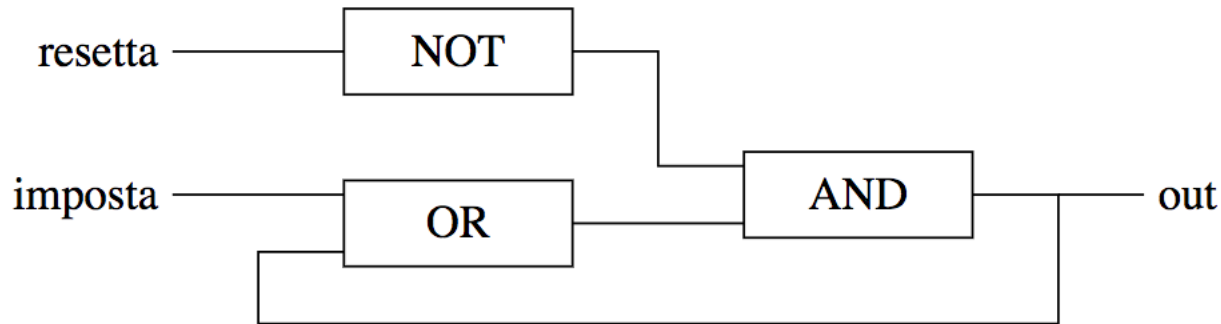 resetta
NOT
imposta
OR
AND
out